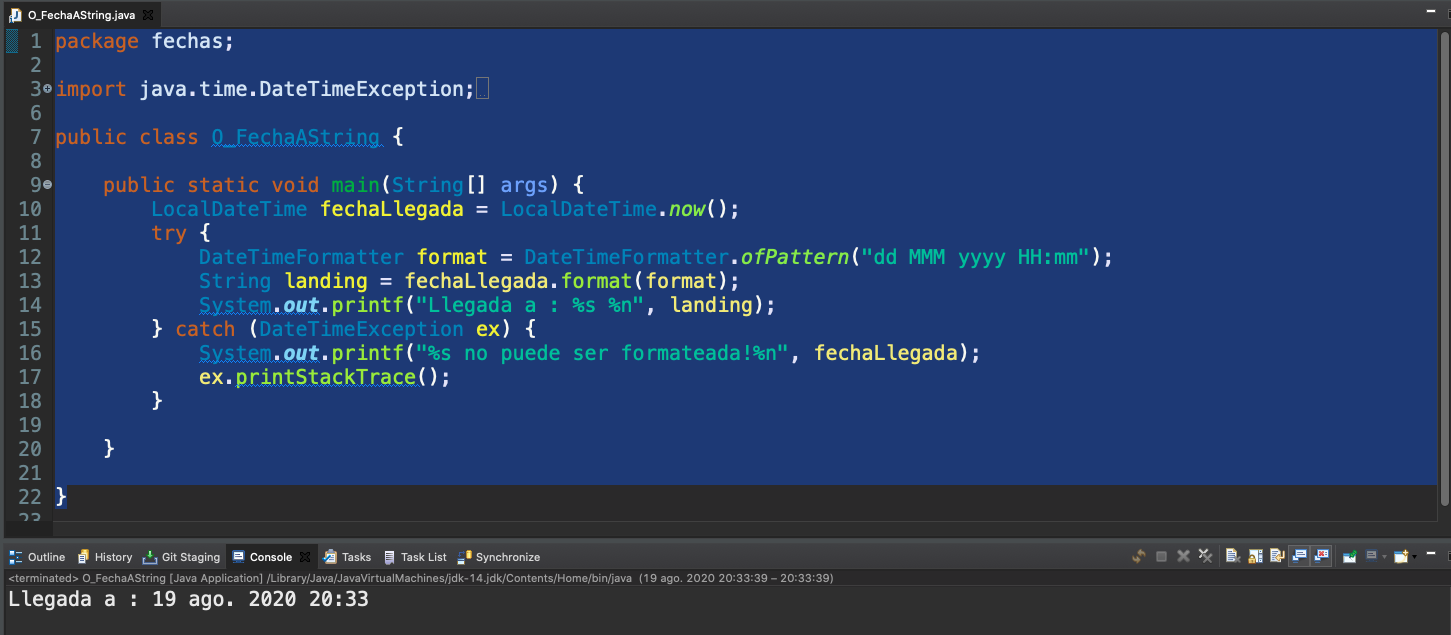 O_FechaAString.java
1 package fechas;
2
3 import java.time.DateTimeException;
6
7 public class O_FechaAString {
8
9     public static void main(String[] args) {
10         LocalDateTime fechaLlegada = LocalDateTime.now();
11         try {
12             DateTimeFormatter format = DateTimeFormatter.ofPattern("dd MMM yyyy HH:mm");
13             String landing = fechaLlegada.format(format);
14             System.out.printf("Llegada a : %s %n", landing);
15         } catch (DateTimeException ex) {
16             System.out.printf("%s no puede ser formateada!%n", fechaLlegada);
17             ex.printStackTrace();
18         }
19
20     }
21
22 }
23
Outline History Git Staging Console Tasks Task List Synchronize
<terminated> O_FechaAString [Java Application] /Library/Java/JavaVirtualMachines/jdk-14.jdk/Contents/Home/bin/java (19 ago. 2020 20:33:39 – 20:33:39)
Llegada a : 19 ago. 2020 20:33